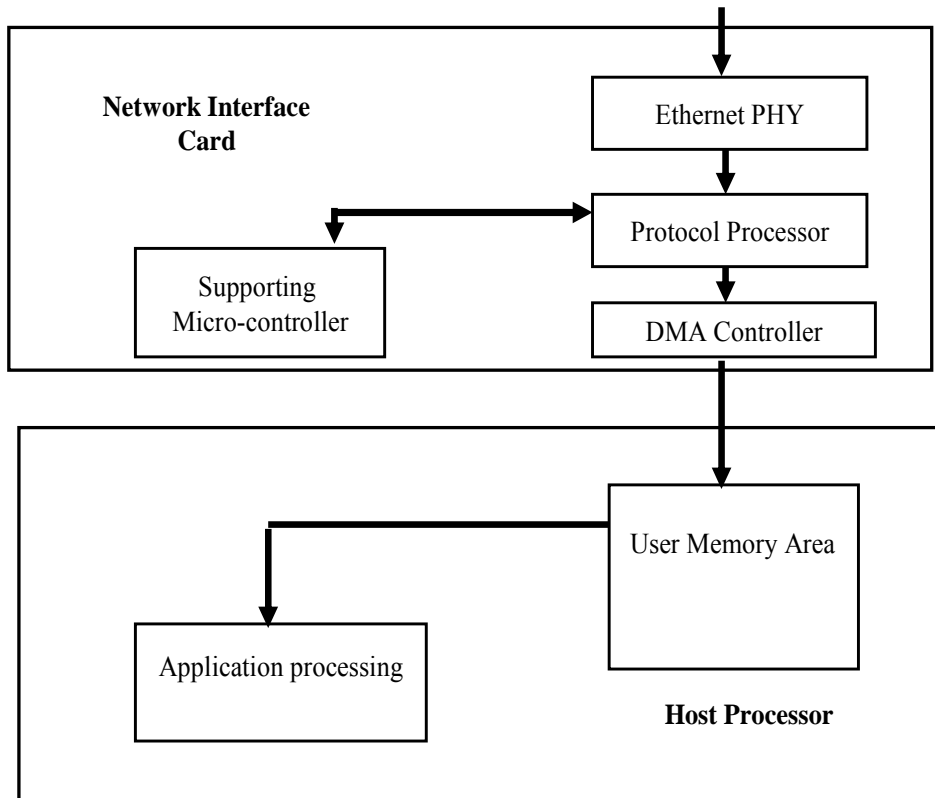 Network Interface
Card
Ethernet PHY
Protocol Processor
Supporting
Micro-controller
DMA Controller
User Memory Area
Application processing
Host Processor